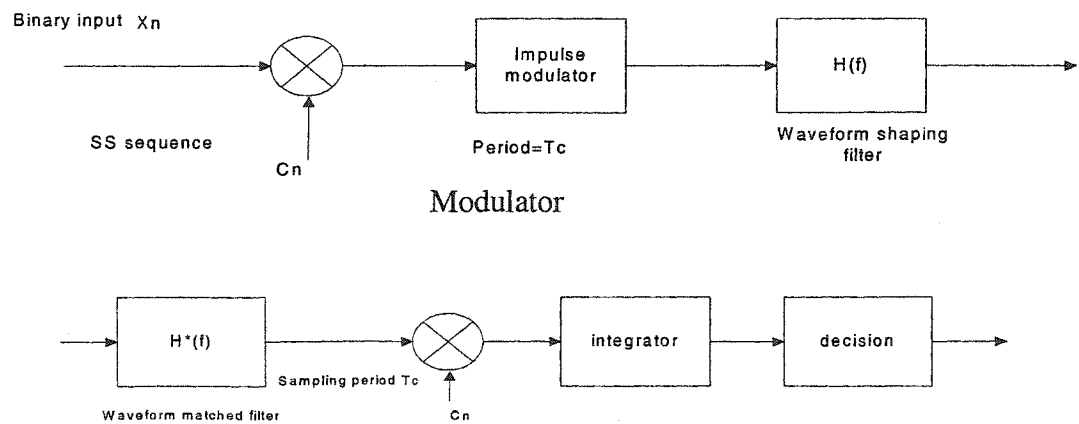 Binary input Xn
Impulse
modulator
H(f)
SS sequence
Cn
Period=Tc
Waveform shaping
filter
Modulator
H*(f)
Sampling period Tc
integrator
decision
Waveform matched filter
Cn